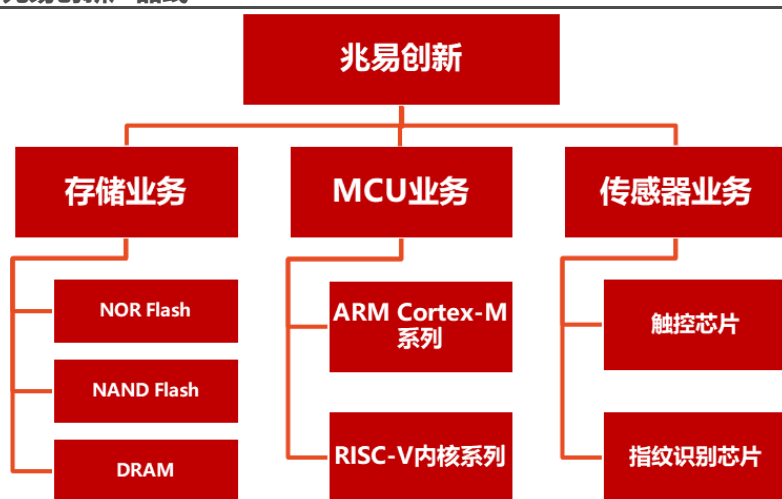 兆易创新
存储业务
MCU业务
传感器业务
NOR Flash
NAND Flash
DRAM
ARM Cortex-M
系列
RISC-V内核系列
触控芯片
指纹识别芯片